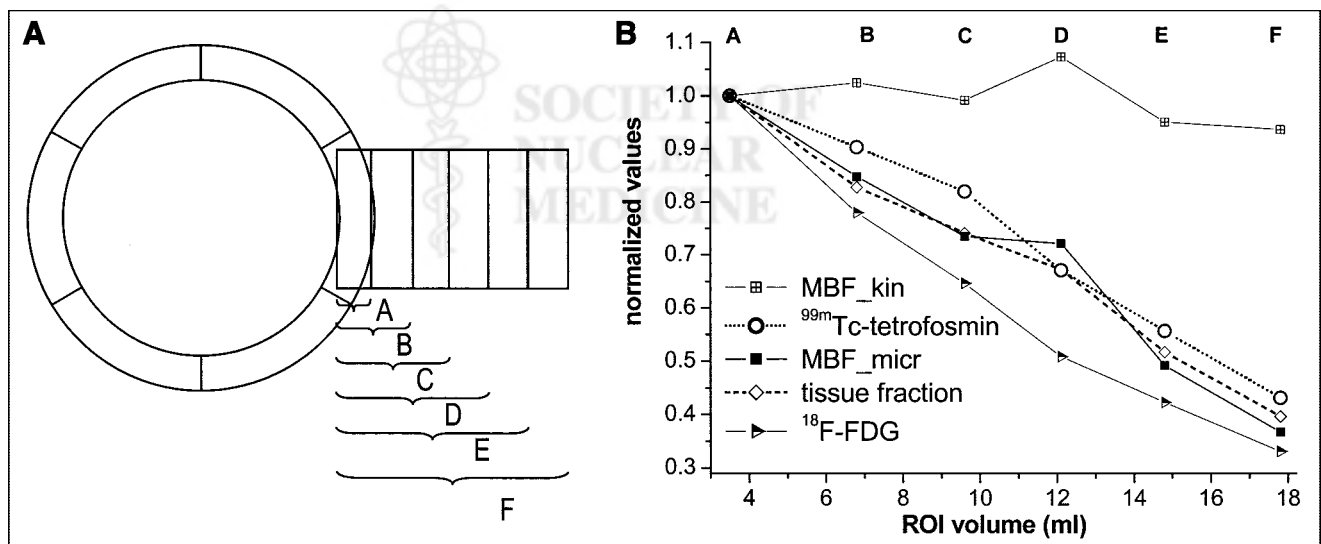 A
A
B
C
D
E
F
SOCIETY OF
NUCLEAR
MEDICINE
B
A B C D E F
1.1
1.0
0.9
0.8
0.7
0.6
0.5
0.4
0.3
normalized values
MBF_kin
99mTc-tetrofosmin
MBF_micr
tissue fraction
18F-FDG
4 6 8 10 12 14 16 18
ROI volume (ml)